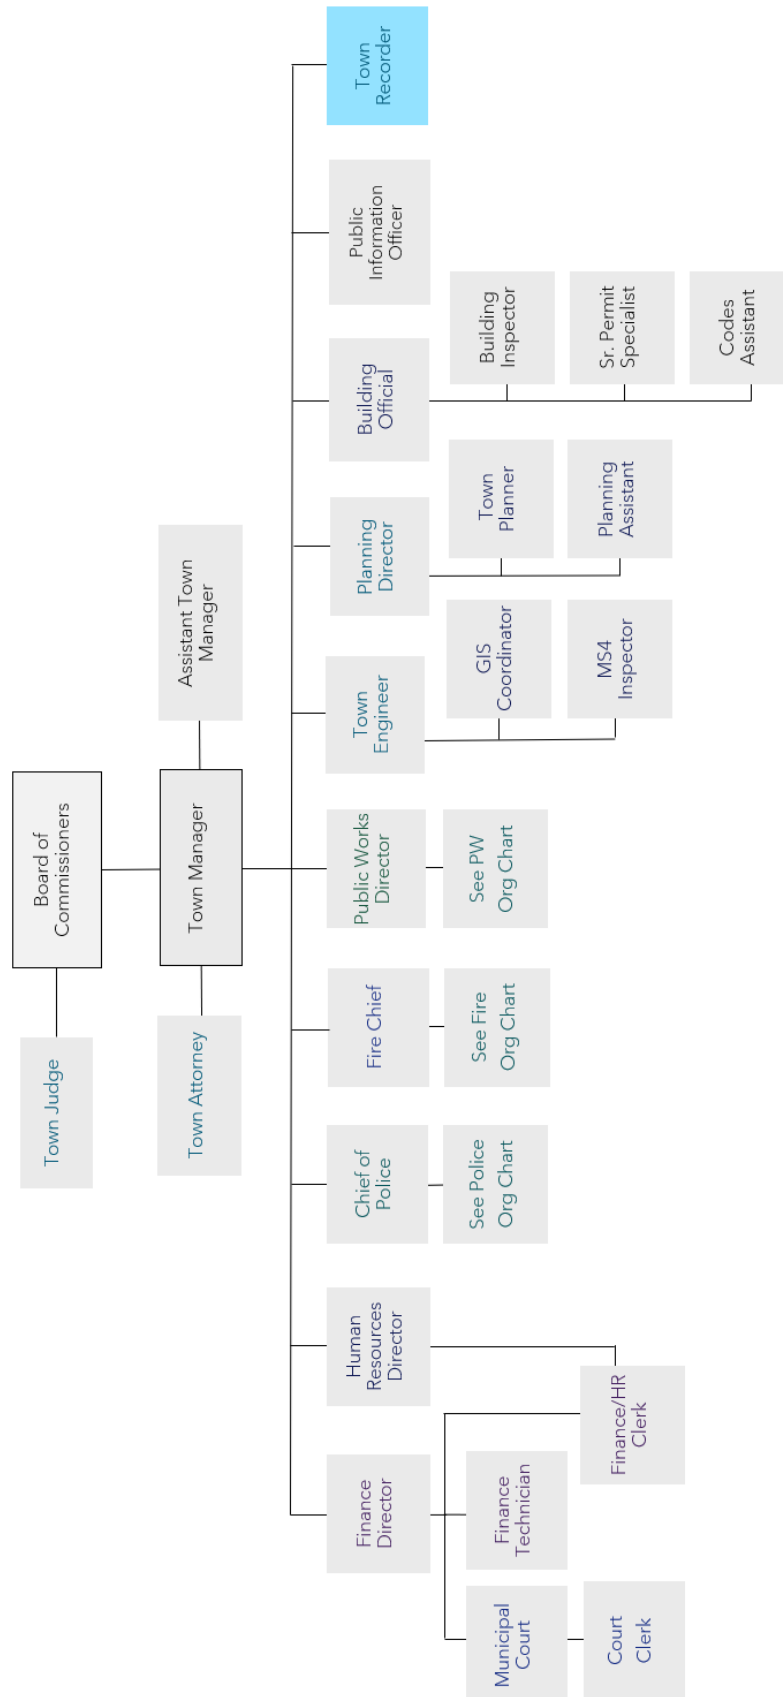 Board of
Commissioners
Town Judge
Town Manager
Assistant Town
Manager
Town Attorney
Finance
Director
Human
Resources
Director
Chief of
Police
Fire Chief
Public Works
Director
Town
Engineer
Planning
Director
Building
Official
Public
Information
Officer
Town
Recorder
Municipal
Court
Court
Clerk
Finance
Technician
Finance/HR
Clerk
See Police
Org Chart
See Fire
Org Chart
See PW
Org Chart
GIS
Coordinator
MS4
Inspector
Town
Planner
Planning
Assistant
Building
Inspector
Sr. Permit
Specialist
Codes
Assistant